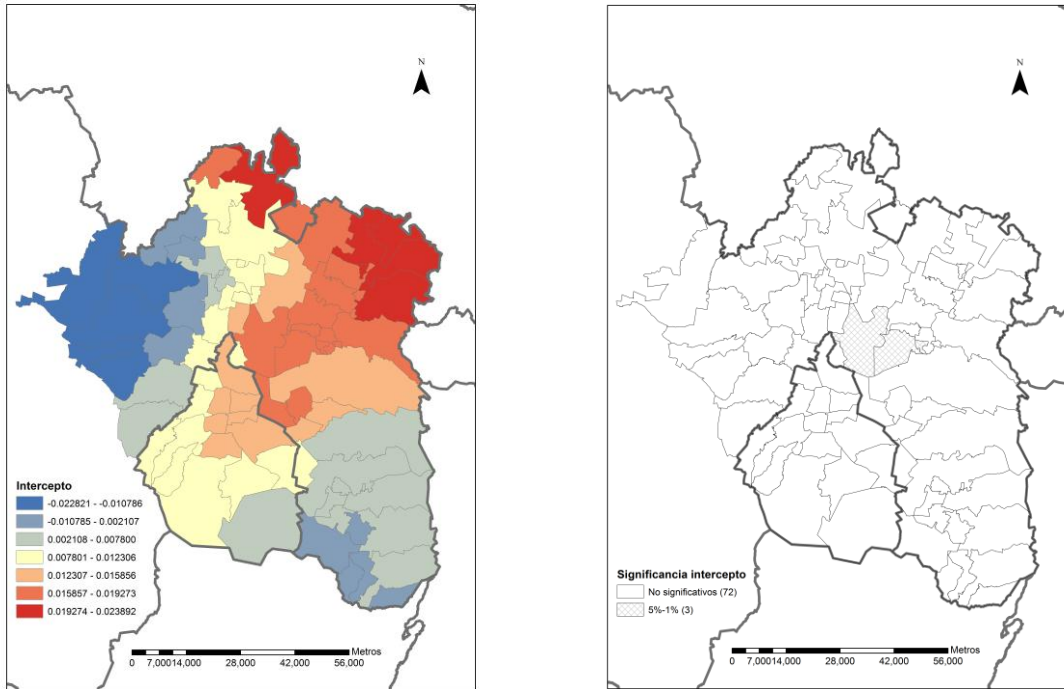 N
Intercepto
-0.022821 - -0.010786
-0.010785 - 0.002107
0.002108 - 0.007800
0.007801 - 0.012306
0.012307 - 0.015856
0.015857 - 0.019273
0.019274 - 0.023892
Metros
0 7,000 14,000 28,000 42,000 56,000
N
Significancia intercepto
No significativos (72)
5%-1% (3)
Metros
0 7,000 14,000 28,000 42,000 56,000